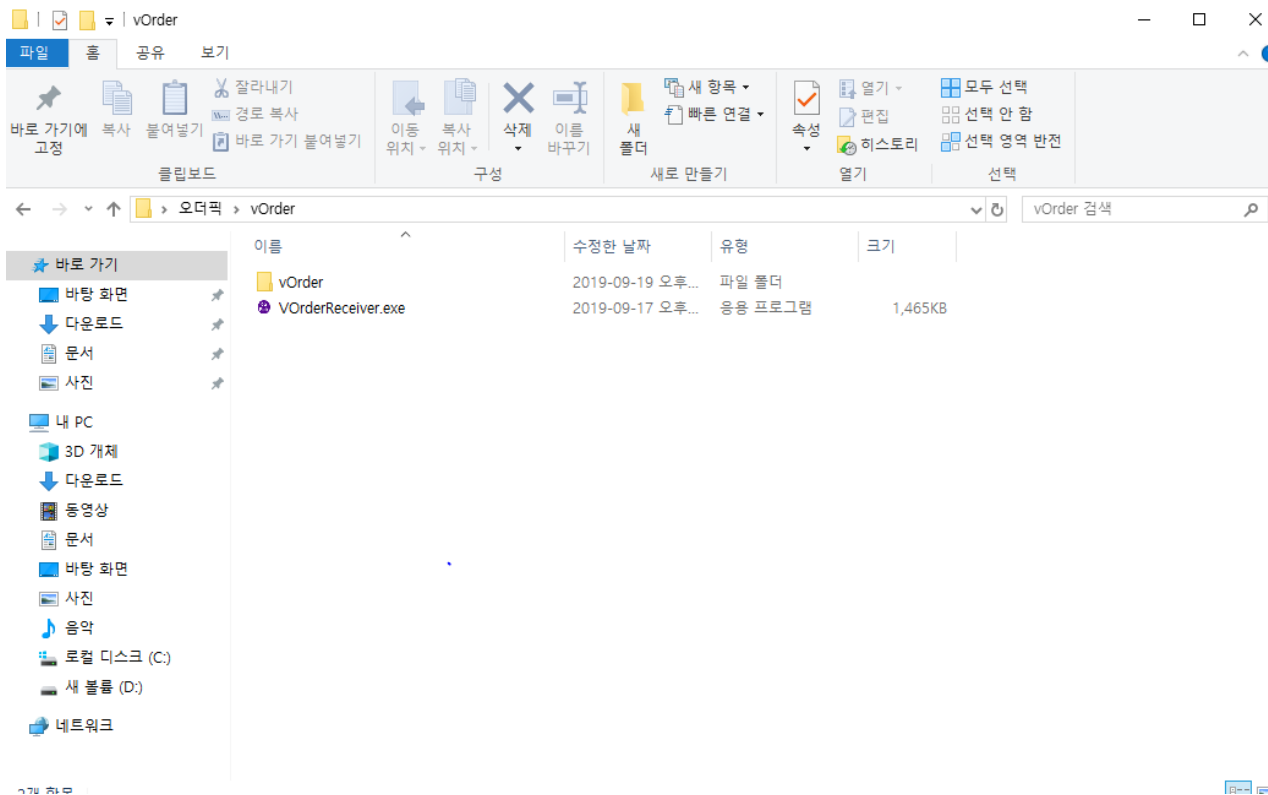 vOrder
파일 홈 공유 보기
바로 가기에 고정
복사
붙여넣기
잘라내기
경로 복사
바로 가기 붙여넣기
클립보드
이동 위치
복사 위치
삭제
이름 바꾸기
구성
새 폴더
새 항목
빠른 연결
새로 만들기
속성
열기
편집
히스토리
열기
모두 선택
선택 안 함
선택 영역 반전
선택
오더픽 > vOrder
vOrder 검색
이름 수정한 날짜 유형 크기
vOrder 2019-09-19 오후... 파일 폴더
VOrderReceiver.exe 2019-09-17 오후... 응용 프로그램 1,465KB
바로 가기
바탕 화면
다운로드
문서
사진
내 PC
3D 개체
다운로드
동영상
문서
바탕 화면
사진
음악
로컬 디스크 (C:)
새 볼륨 (D:)
네트워크
2개 항목